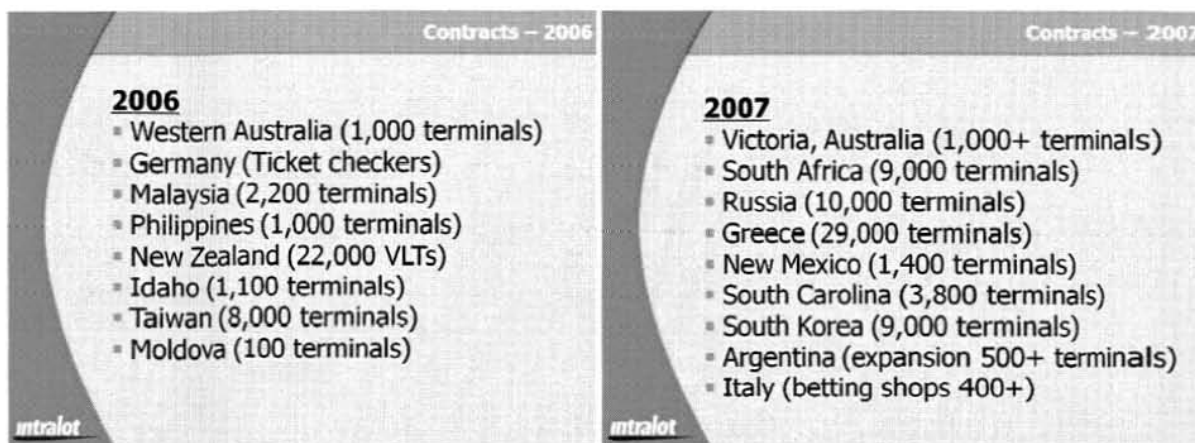 Contracts – 2006
2006
▪ Western Australia (1,000 terminals)
▪ Germany (Ticket checkers)
▪ Malaysia (2,200 terminals)
▪ Philippines (1,000 terminals)
▪ New Zealand (22,000 VLTs)
▪ Idaho (1,100 terminals)
▪ Taiwan (8,000 terminals)
▪ Moldova (100 terminals)
intralot
Contracts – 2007
2007
▪ Victoria, Australia (1,000+ terminals)
▪ South Africa (9,000 terminals)
▪ Russia (10,000 terminals)
▪ Greece (29,000 terminals)
▪ New Mexico (1,400 terminals)
▪ South Carolina (3,800 terminals)
▪ South Korea (9,000 terminals)
▪ Argentina (expansion 500+ terminals)
▪ Italy (betting shops 400+)
intralot